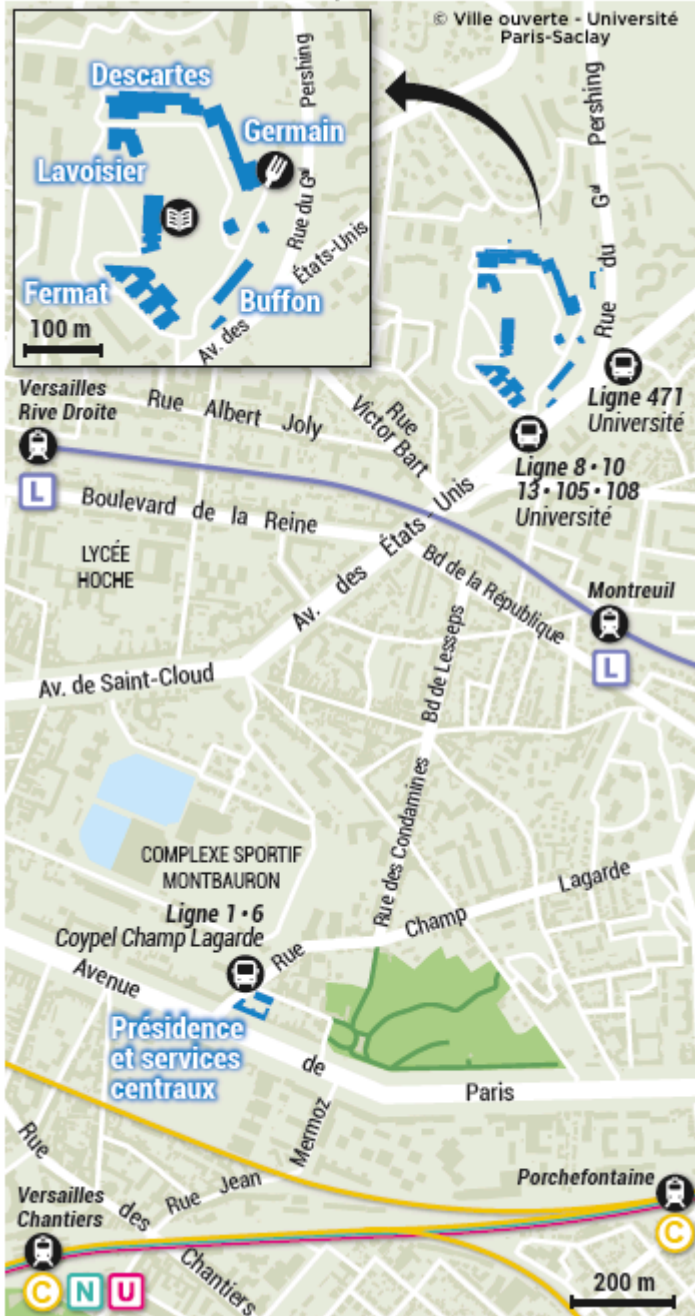 © Ville ouverte - Université
Paris-Saclay
Descartes
Germain
Lavoisier
Fermat
Buffon
100 m
Rue du Gal Pershing
Av. des États-Unis
Rue du Gal Pershing
Ligne 471
Université
Versailles
Rive Droite
L
Rue Albert Joly
Rue
Victor Bart
Ligne 8 • 10
13 • 105 • 108
Université
Boulevard de la Reine
LYCÉE
HOCHE
Av. des États - Unis
Bd de la République
Montreuil
L
Av. de Saint-Cloud
Bd de Lesseps
Rue des Condamines
COMPLEXE SPORTIF
MONTBAURON
Ligne 1 • 6
Coypel Champ Lagarde
Rue Champ Lagarde
Avenue de Paris
Présidence
et services
centraux
Rue Jean Mermoz
Rue des Chantiers
Versailles
Chantiers
C N U
Porchefontaine
C
200 m